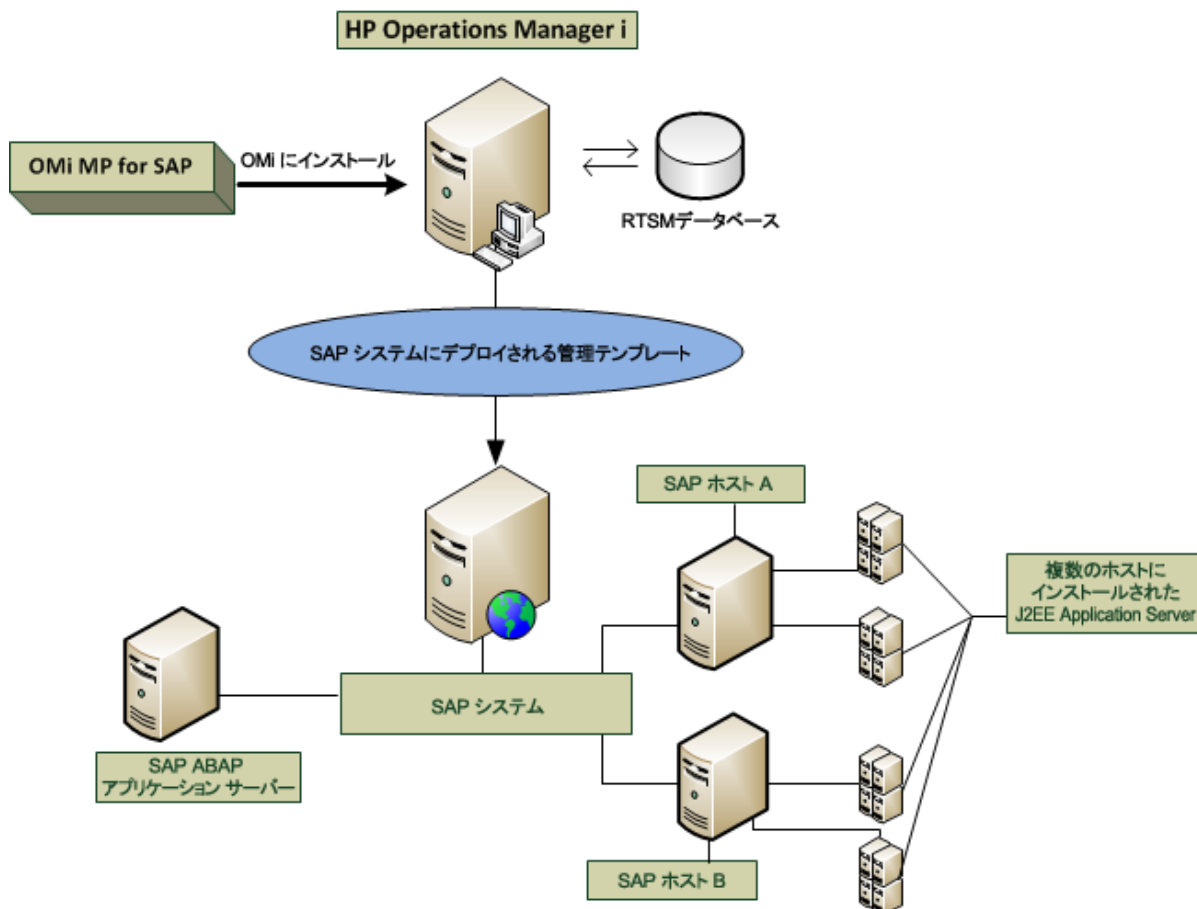 HP Operations Manager i
OMi MP for SAP
OMi にインストール
RTSMデータベース
SAP システムにデプロイされる管理テンプレート
SAP ホスト A
複数のホストに
インストールされた
J2EE Application Server
SAP システム
SAP ABAP
アプリケーション サーバー
SAP ホスト B